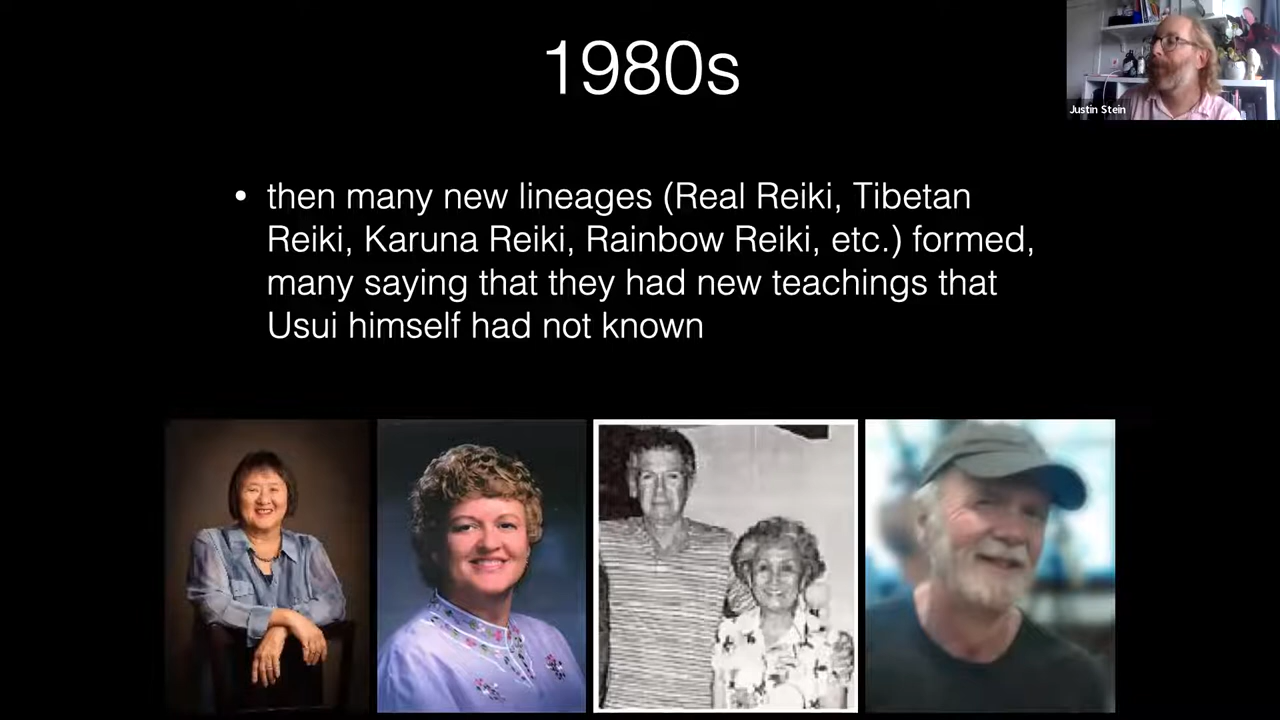 1980s
Justin Stein
• then many new lineages (Real Reiki, Tibetan
Reiki, Karuna Reiki, Rainbow Reiki, etc.) formed,
many saying that they had new teachings that
Usui himself had not known